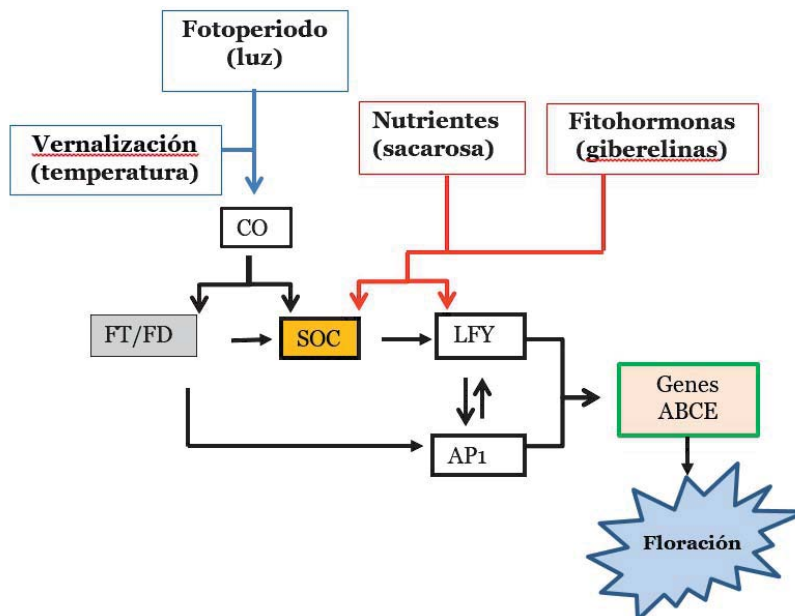 Fotoperiodo
(luz)
Vernalización
(temperatura)
Nutrientes
(sacarosa)
Fitohormonas
(giberelinas)
CO
FT/FD
SOC
LFY
AP1
Genes
ABCE
Floración